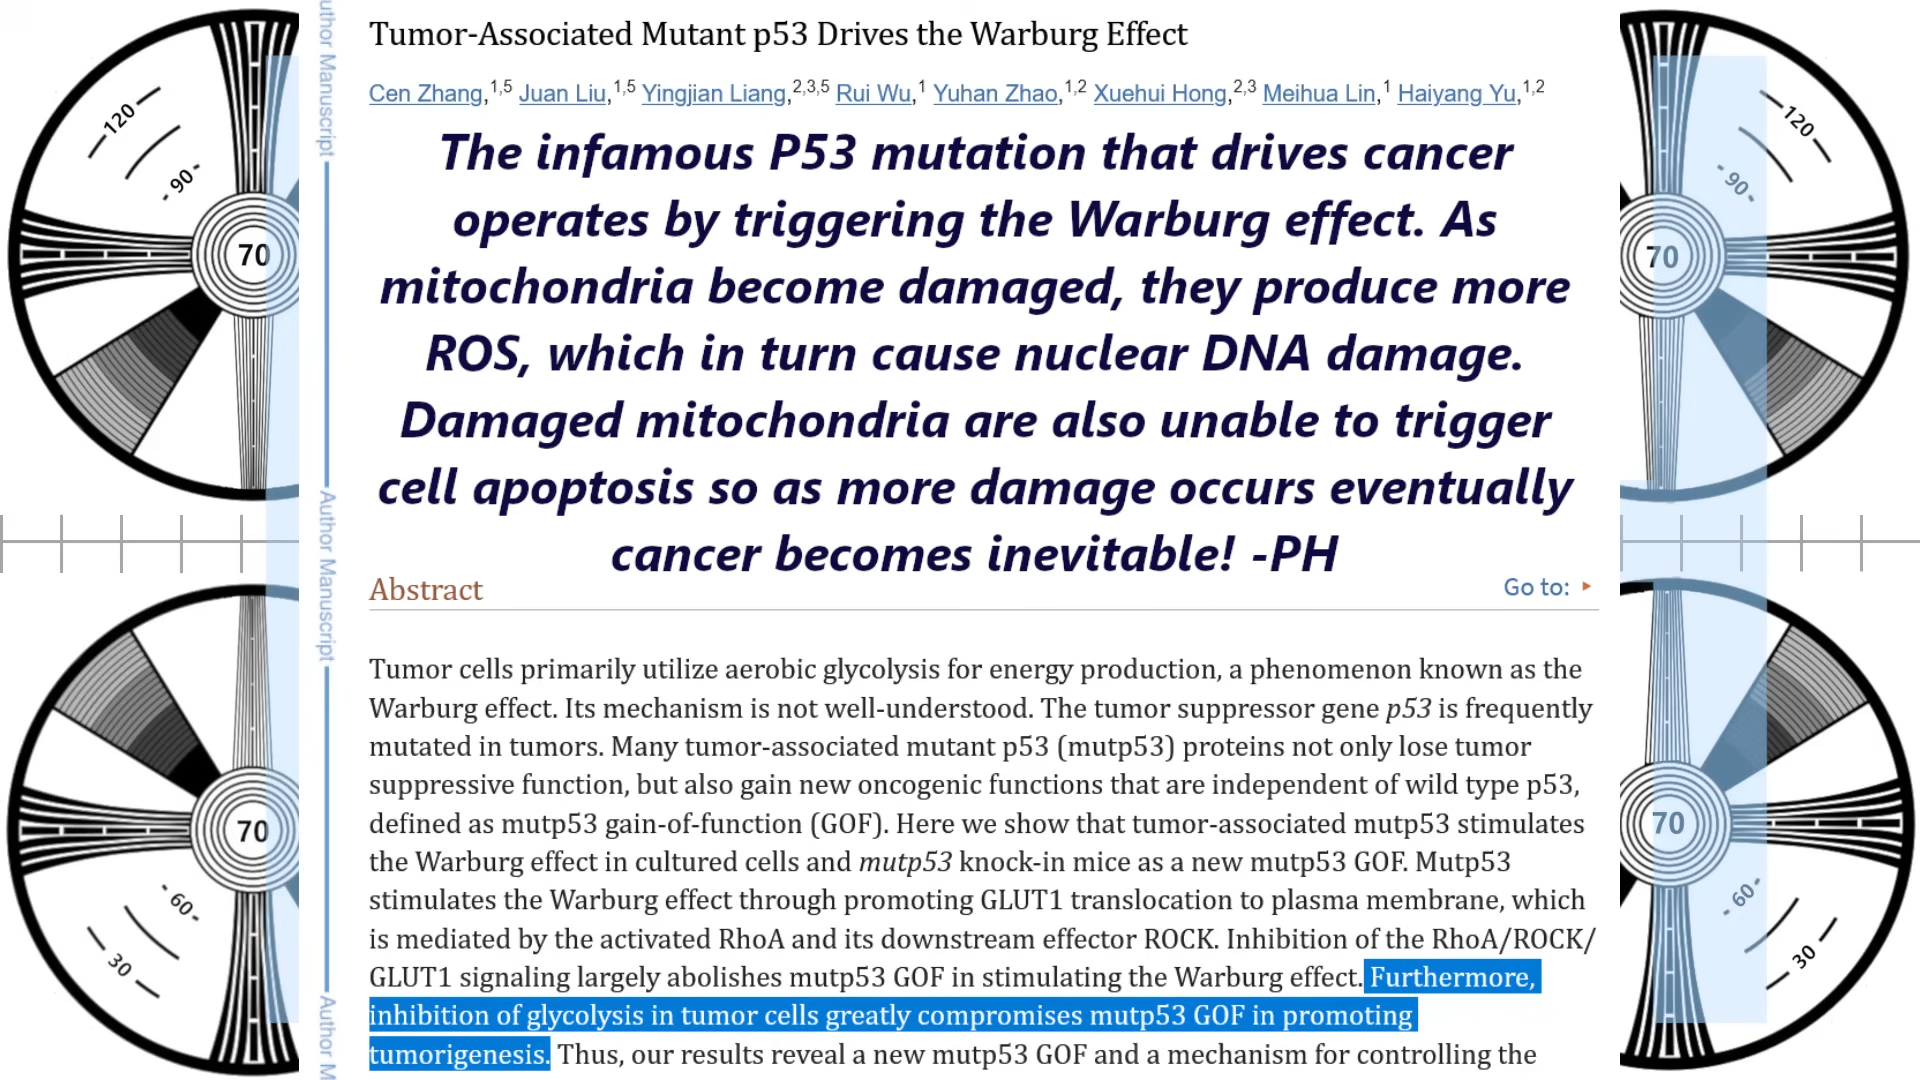 Tumor-Associated Mutant p53 Drives the Warburg Effect
Cen Zhang,1,5 Juan Liu,1,5 Yingjian Liang,2,3,5 Rui Wu,1 Yuhan Zhao,1,2 Xuehui Hong,2,3 Meihua Lin,1 Haiyang Yu,1,2
The infamous P53 mutation that drives cancer
operates by triggering the Warburg effect. As
mitochondria become damaged, they produce more
ROS, which in turn cause nuclear DNA damage.
Damaged mitochondria are also unable to trigger
cell apoptosis so as more damage occurs eventually
cancer becomes inevitable! -PH
Abstract
Go to:
Tumor cells primarily utilize aerobic glycolysis for energy production, a phenomenon known as the
Warburg effect. Its mechanism is not well-understood. The tumor suppressor gene p53 is frequently
mutated in tumors. Many tumor-associated mutant p53 (mutp53) proteins not only lose tumor
suppressive function, but also gain new oncogenic functions that are independent of wild type p53,
defined as mutp53 gain-of-function (GOF). Here we show that tumor-associated mutp53 stimulates
the Warburg effect in cultured cells and mutp53 knock-in mice as a new mutp53 GOF. Mutp53
stimulates the Warburg effect through promoting GLUT1 translocation to plasma membrane, which
is mediated by the activated RhoA and its downstream effector ROCK. Inhibition of the RhoA/ROCK/
GLUT1 signaling largely abolishes mutp53 GOF in stimulating the Warburg effect. Furthermore,
inhibition of glycolysis in tumor cells greatly compromises mutp53 GOF in promoting
tumorigenesis. Thus, our results reveal a new mutp53 GOF and a mechanism for controlling the
uthor Manuscript
Author Manuscript
Author M
120
90
70
70
60
30
120
90
70
70
60
30